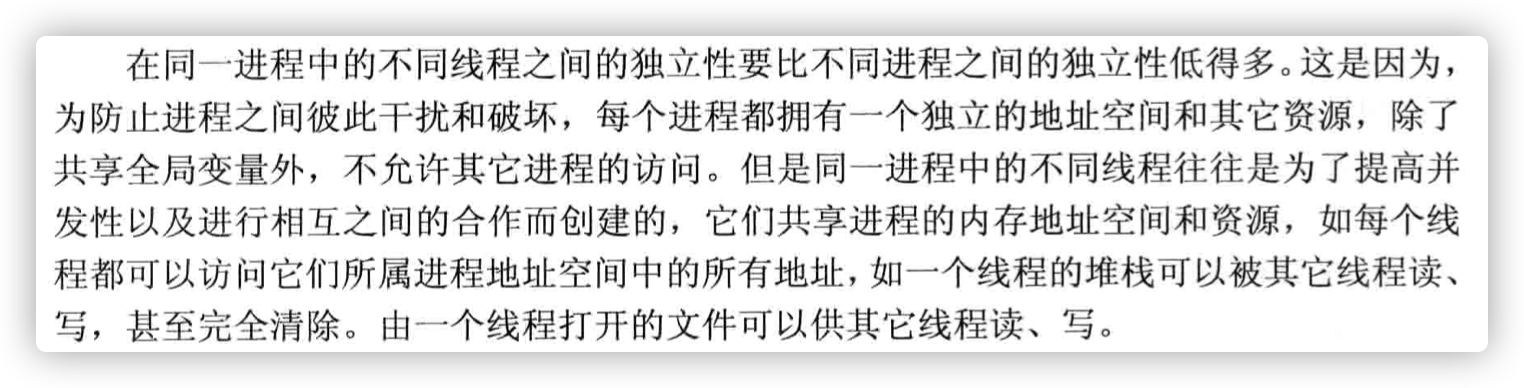 在同一进程中的不同线程之间的独立性要比不同进程之间的独立性低得多。这是因为，
为防止进程之间彼此干扰和破坏，每个进程都拥有一个独立的地址空间和其它资源，除了
共享全局变量外，不允许其它进程的访问。但是同一进程中的不同线程往往是为了提高并
发性以及进行相互之间的合作而创建的，它们共享进程的内存地址空间和资源，如每个线
程都可以访问它们所属进程地址空间中的所有地址，如一个线程的堆栈可以被其它线程读、
写，甚至完全清除。由一个线程打开的文件可以供其它线程读、写。